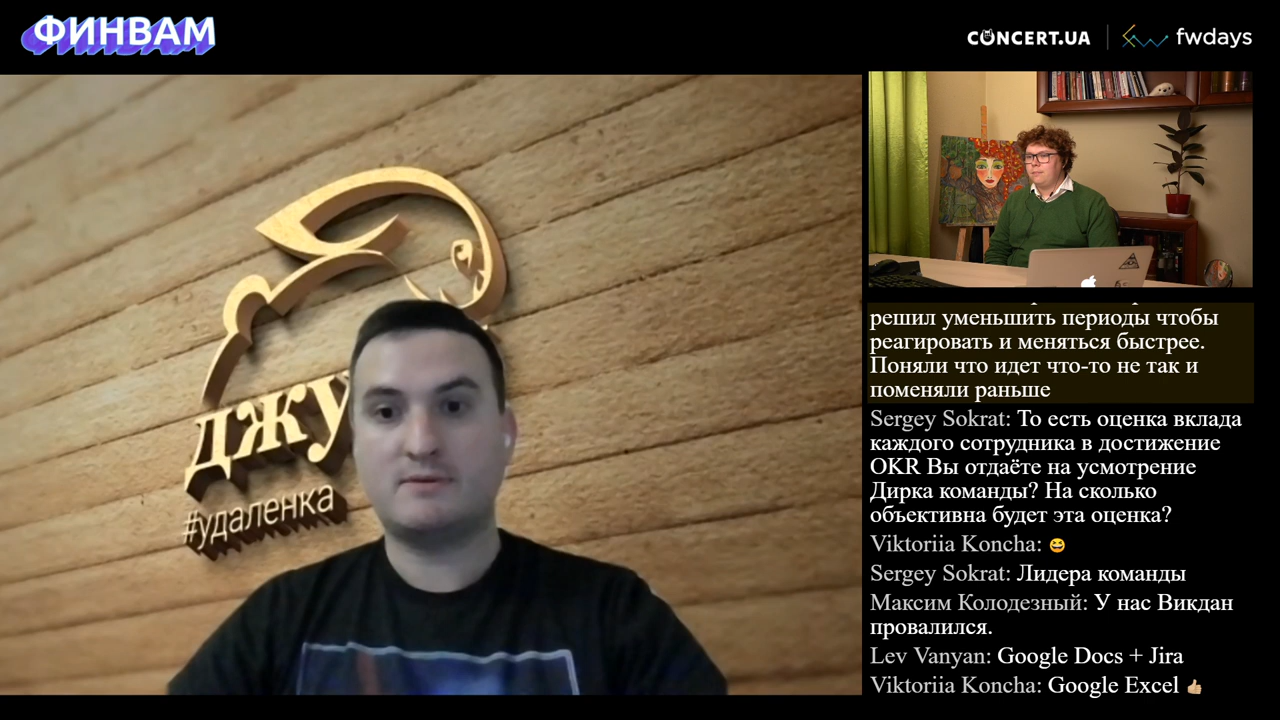 ФИНВАМ
CONCERT.UA
fwdays
джу
#удаленка
решил уменьшить периоды чтобы
реагировать и меняться быстрее.
Поняли что идет что-то не так и
поменяли раньше
Sergey Sokrat: То есть оценка вклада
каждого сотрудника в достижение
OKR Вы отдаёте на усмотрение
Дирка команды? На сколько
объективна будет эта оценка?
Viktoriia Koncha: 😆
Sergey Sokrat: Лидера команды
Максим Колодезный: У нас Викдан
провалился.
Lev Vanyan: Google Docs + Jira
Viktoriia Koncha: Google Excel 👍🏼